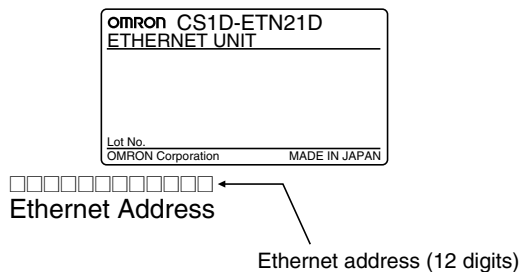 OMRON CS1D-ETN21D
ETHERNET UNIT
Lot No.
OMRON Corporation MADE IN JAPAN
□□□□□□□□□□□□
Ethernet Address
Ethernet address (12 digits)